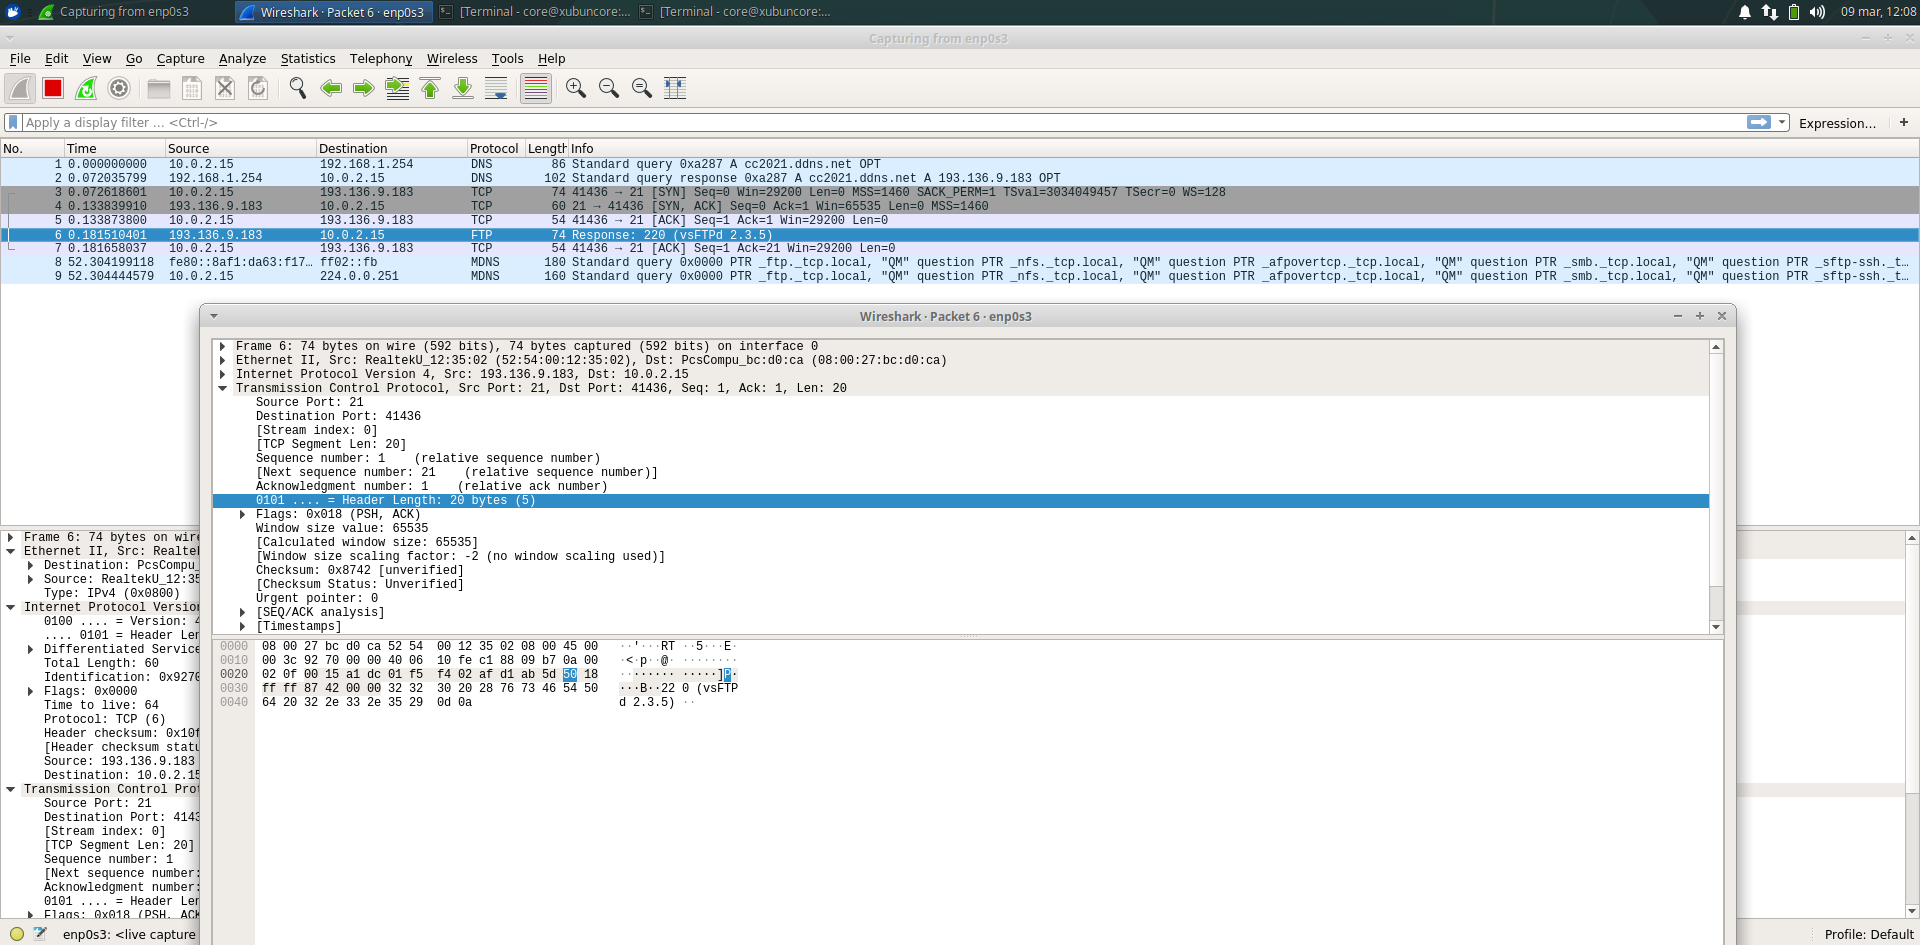 Capturing from enp0s3
Wireshark · Packet 6 · enp0s3
[Terminal - core@xubuncore:...
[Terminal - core@xubuncore:...
09 mar, 12:08
Capturing from enp0s3
File Edit View Go Capture Analyze Statistics Telephony Wireless Tools Help
Apply a display filter ... <Ctrl-/>
Expression...
No. Time Source Destination Protocol Length Info
1 0.000000000 10.0.2.15 192.168.1.254 DNS 86 Standard query 0xa287 A cc2021.ddns.net OPT
2 0.072035799 192.168.1.254 10.0.2.15 DNS 102 Standard query response 0xa287 A cc2021.ddns.net A 193.136.9.183 OPT
3 0.072618601 10.0.2.15 193.136.9.183 TCP 74 41436 → 21 [SYN] Seq=0 Win=29200 Len=0 MSS=1460 SACK_PERM=1 TSval=3034049457 TSecr=0 WS=128
4 0.133839910 193.136.9.183 10.0.2.15 TCP 60 21 → 41436 [SYN, ACK] Seq=0 Ack=1 Win=65535 Len=0 MSS=1460
5 0.133873800 10.0.2.15 193.136.9.183 TCP 54 41436 → 21 [ACK] Seq=1 Ack=1 Win=29200 Len=0
6 0.181510401 193.136.9.183 10.0.2.15 FTP 74 Response: 220 (vsFTPd 2.3.5)
7 0.181658037 10.0.2.15 193.136.9.183 TCP 54 41436 → 21 [ACK] Seq=1 Ack=21 Win=29200 Len=0
8 52.304199118 fe80::8af1:da63:f17… ff02::fb MDNS 180 Standard query 0x0000 PTR _ftp._tcp.local, "QM" question PTR _nfs._tcp.local, "QM" question PTR _afpovertcp._tcp.local, "QM" question PTR _smb._tcp.local, "QM" question PTR _sftp-ssh._t…
9 52.304444579 10.0.2.15 224.0.0.251 MDNS 160 Standard query 0x0000 PTR _ftp._tcp.local, "QM" question PTR _nfs._tcp.local, "QM" question PTR _afpovertcp._tcp.local, "QM" question PTR _smb._tcp.local, "QM" question PTR _sftp-ssh._t…
Wireshark · Packet 6 · enp0s3
Frame 6: 74 bytes on wire (592 bits), 74 bytes captured (592 bits) on interface 0
Ethernet II, Src: RealtekU_12:35:02 (52:54:00:12:35:02), Dst: PcsCompu_bc:d0:ca (08:00:27:bc:d0:ca)
Internet Protocol Version 4, Src: 193.136.9.183, Dst: 10.0.2.15
Transmission Control Protocol, Src Port: 21, Dst Port: 41436, Seq: 1, Ack: 1, Len: 20
Source Port: 21
Destination Port: 41436
[Stream index: 0]
[TCP Segment Len: 20]
Sequence number: 1    (relative sequence number)
[Next sequence number: 21    (relative sequence number)]
Acknowledgment number: 1    (relative ack number)
0101 .... = Header Length: 20 bytes (5)
Flags: 0x018 (PSH, ACK)
Window size value: 65535
[Calculated window size: 65535]
[Window size scaling factor: -2 (no window scaling used)]
Checksum: 0x8742 [unverified]
[Checksum Status: Unverified]
Urgent pointer: 0
[SEQ/ACK analysis]
[Timestamps]
0000 08 00 27 bc d0 ca 52 54 00 12 35 02 08 00 45 00 ··'···RT ··5···E·
0010 00 3c 92 70 00 00 40 06 10 fe c1 88 09 b7 0a 00 ·<·p··@· ········
0020 02 0f 00 15 a1 dc 01 f5 f4 02 af d1 ab 5d 50 18 ········ ·····]P·
0030 ff ff 87 42 00 00 32 32 30 20 28 76 73 46 54 50 ···B··22 0 (vsFTP
0040 64 20 32 2e 33 2e 35 29 0d 0a d 2.3.5) ··
Frame 6: 74 bytes on wire
Ethernet II, Src: Realtek
Destination: PcsCompu_
Source: RealtekU_12:35
Type: IPv4 (0x0800)
Internet Protocol Version
0100 .... = Version: 4
.... 0101 = Header Len
Differentiated Service
Total Length: 60
Identification: 0x9270
Flags: 0x0000
Time to live: 64
Protocol: TCP (6)
Header checksum: 0x10f
[Header checksum statu
Source: 193.136.9.183
Destination: 10.0.2.15
Transmission Control Prot
Source Port: 21
Destination Port: 4143
[Stream index: 0]
[TCP Segment Len: 20]
Sequence number: 1
[Next sequence number:
Acknowledgment number:
0101 .... = Header Len
Flags: 0x018 (PSH, ACK
enp0s3: <live capture
Profile: Default